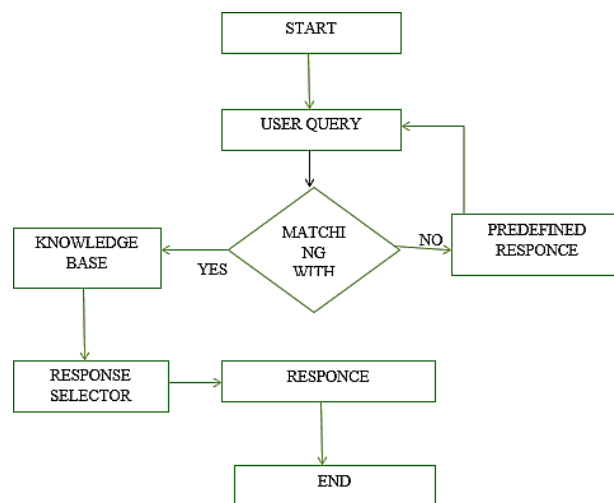 START
USER QUERY
MATCHI
NG
WITH
NO
PREDEFINED
RESPONCE
YES
KNOWLEDGE
BASE
RESPONSE
SELECTOR
RESPONCE
END